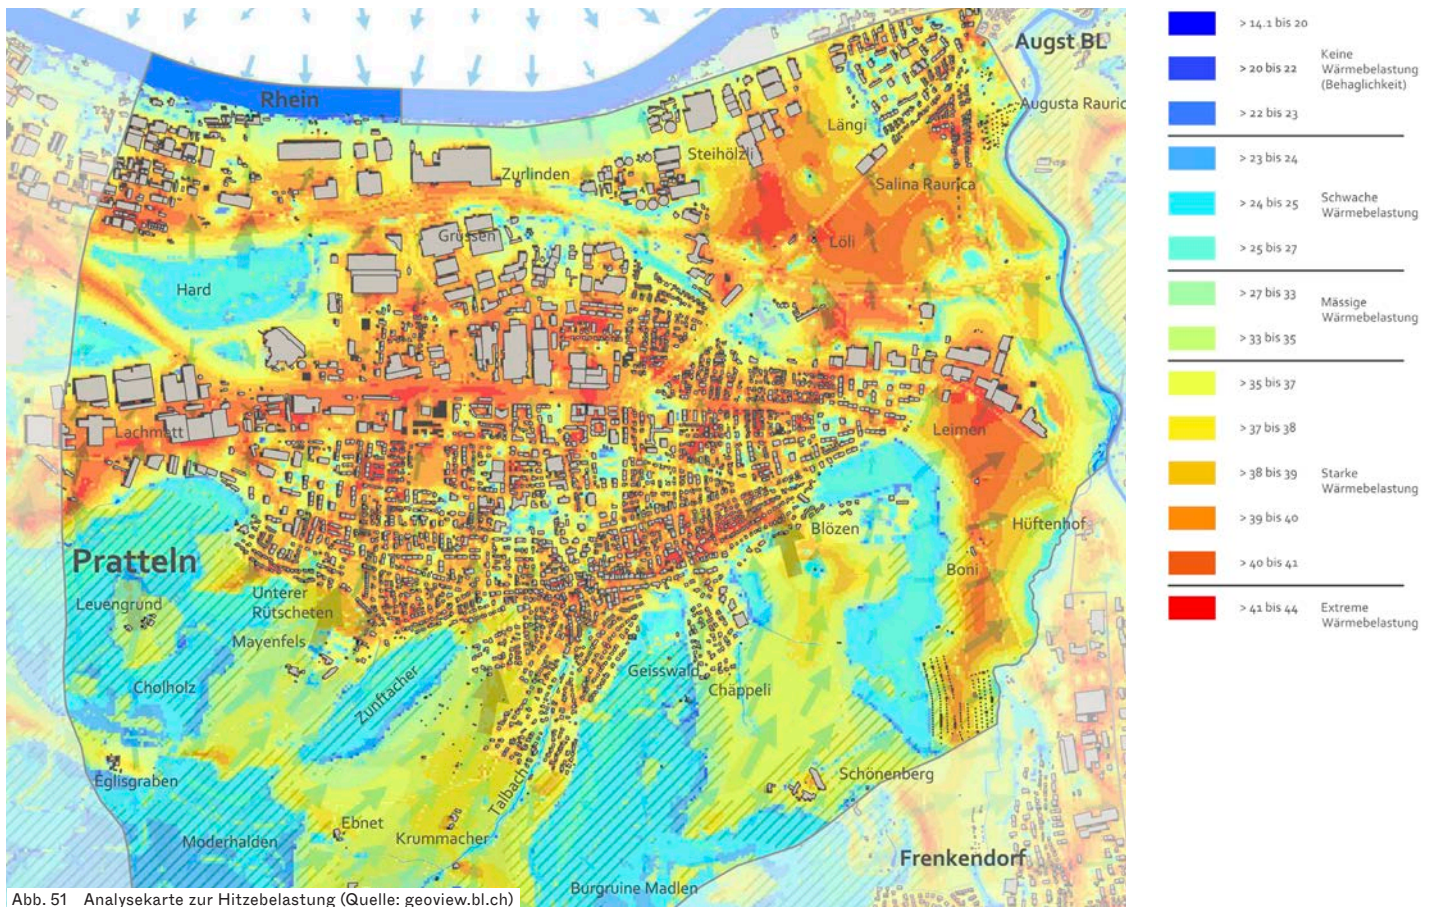 Augst BL
Rhein
Augusta Rauric
Längi
Steihölzli
Zurlinden
Salina Raurica
Grüssen
Löli
Hard
Lachmatt
Leimen
Hüftenhof
Blözen
Pratteln
Boni
Leuengrund
Unterer
Rütscheten
Mayenfels
Geisswald
Chäppeli
Cholholz
Zunftacher
Eglisgraben
Schönenberg
Talbach
Ebnet
Krummacher
Moderhalden
Frenkendorf
Burgruine Madlen
Abb. 51 Analysekarte zur Hitzebelastung (Quelle: geoview.bl.ch)
> 14.1 bis 20
> 20 bis 22
> 22 bis 23
Keine
Wärmebelastung
(Behaglichkeit)
> 23 bis 24
> 24 bis 25
> 25 bis 27
Schwache
Wärmebelastung
> 27 bis 33
> 33 bis 35
Mässige
Wärmebelastung
> 35 bis 37
> 37 bis 38
> 38 bis 39
> 39 bis 40
> 40 bis 41
Starke
Wärmebelastung
> 41 bis 44
Extreme
Wärmebelastung